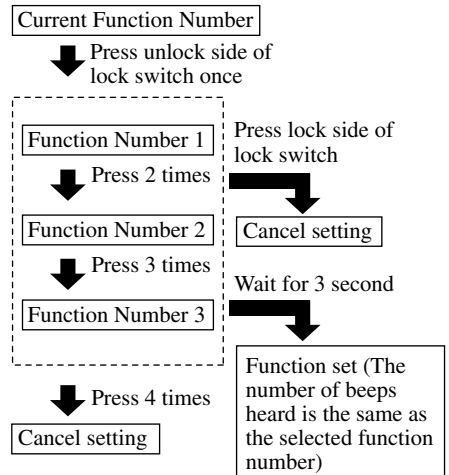 Current Function Number
Press unlock side of
lock switch once
Function Number 1
Press lock side of
lock switch
Press 2 times
Function Number 2
Cancel setting
Press 3 times
Wait for 3 second
Function Number 3
Function set (The
number of beeps
heard is the same as
the selected function
number)
Press 4 times
Cancel setting